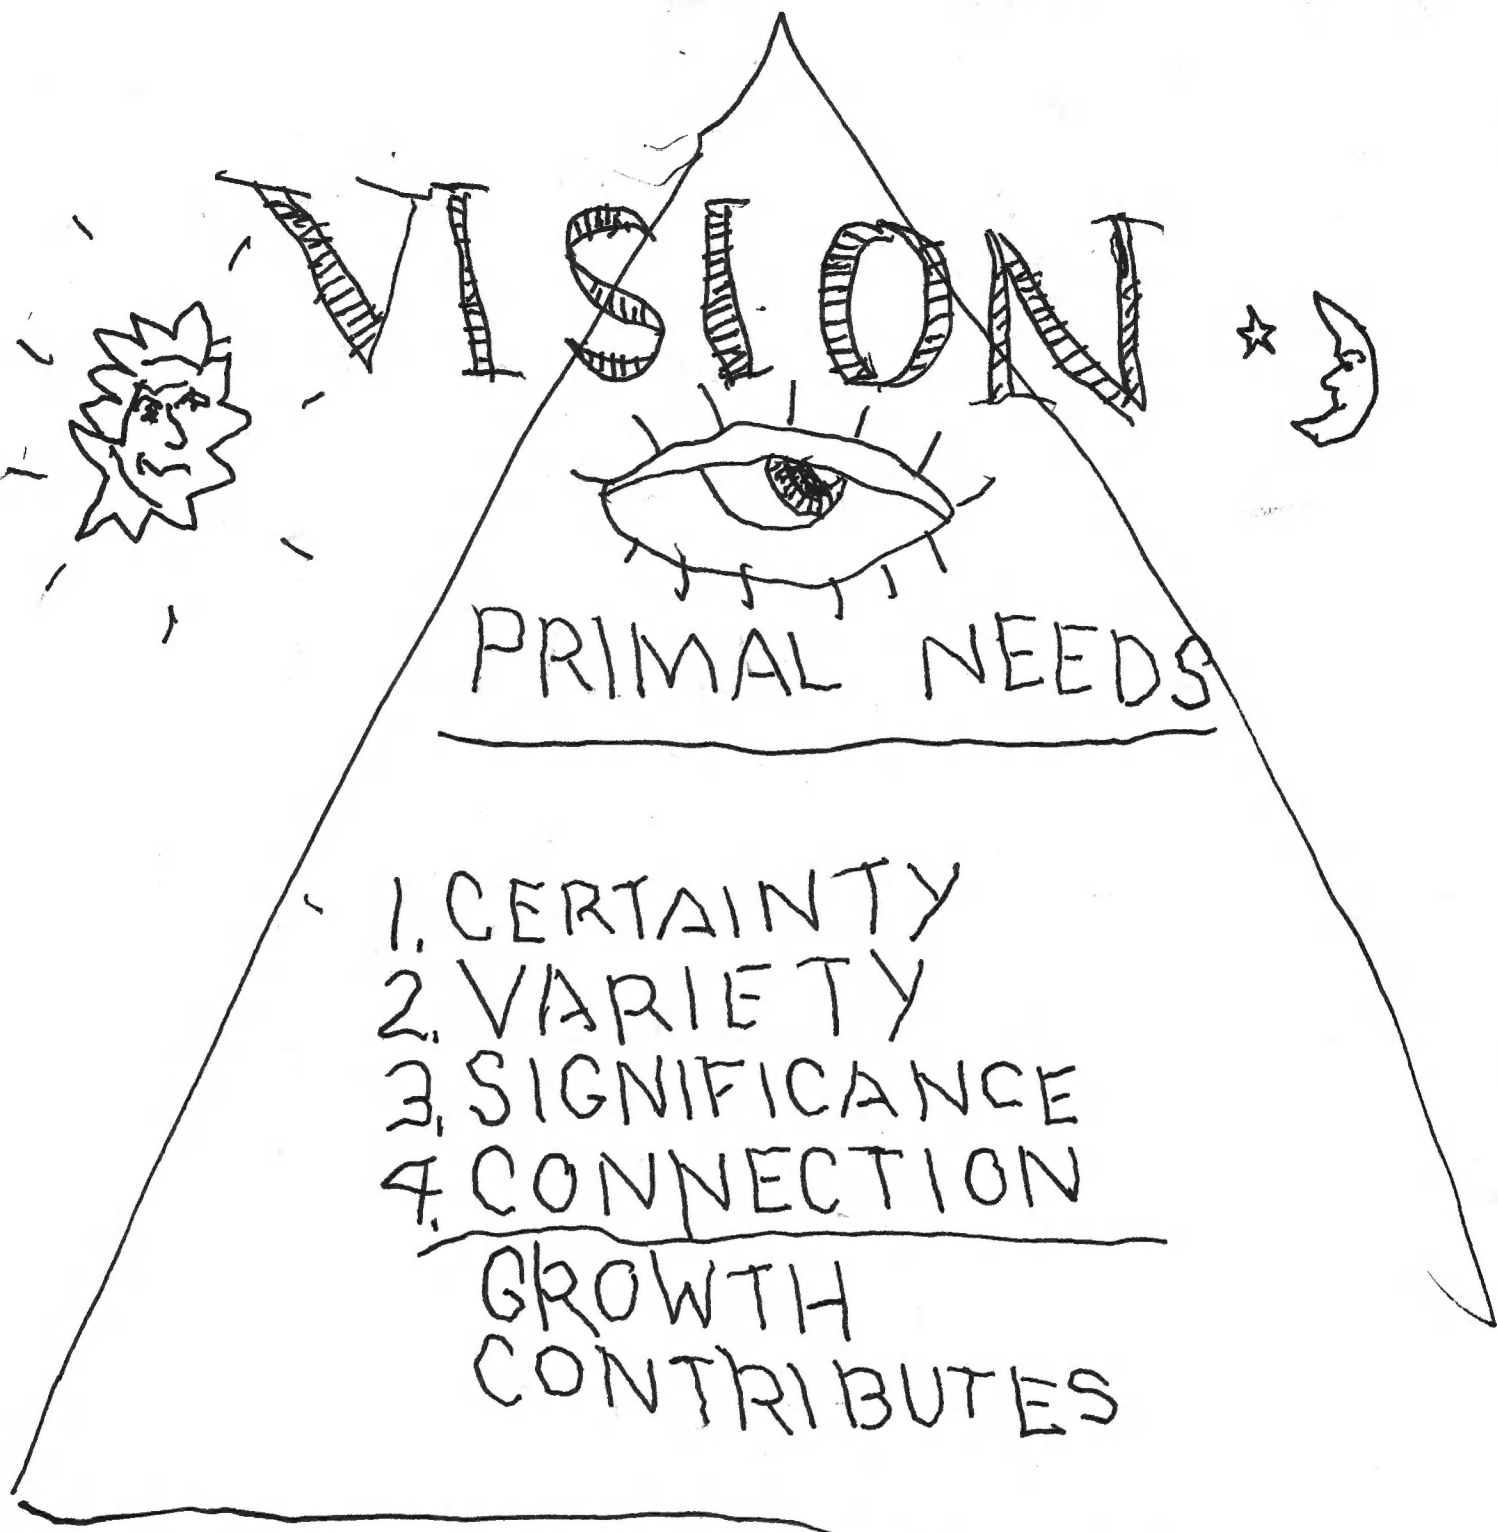 VISION
PRIMAL NEEDS
1. CERTAINTY
2. VARIETY
3. SIGNIFICANCE
4. CONNECTION
GROWTH
CONTRIBUTES